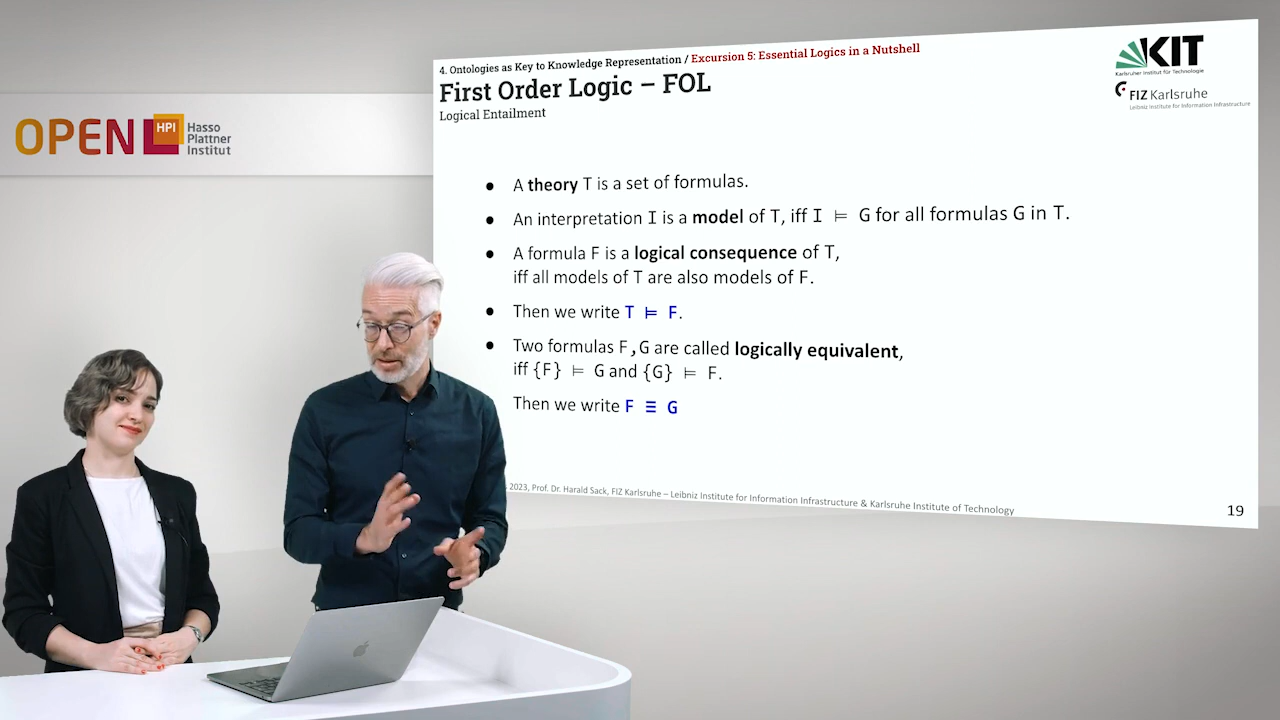 OPEN HPI Hasso
Plattner
Institut
4. Ontologies as Key to Knowledge Representation / Excursion 5: Essential Logics in a Nutshell
First Order Logic – FOL
Logical Entailment
KIT
Karlsruher Institut für Technologie
FIZ Karlsruhe
Leibniz Institute for Information Infrastructure
● A theory T is a set of formulas.
● An interpretation I is a model of T, iff I ⊨ G for all formulas G in T.
● A formula F is a logical consequence of T,
iff all models of T are also models of F.
● Then we write T ⊨ F.
● Two formulas F,G are called logically equivalent,
iff {F} ⊨ G and {G} ⊨ F.
Then we write F ≡ G
2023, Prof. Dr. Harald Sack, FIZ Karlsruhe – Leibniz Institute for Information Infrastructure & Karlsruhe Institute of Technology
19